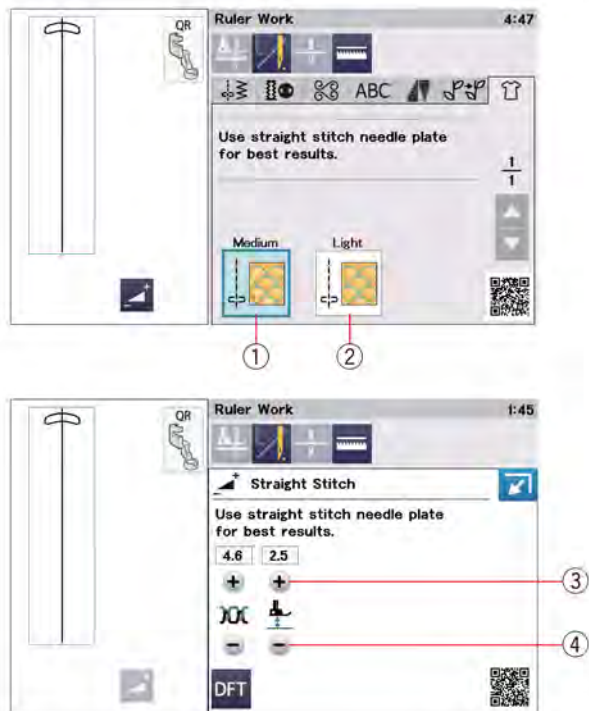 QR
Ruler Work 4:47
ABC
Use straight stitch needle plate
for best results.
1
1
Medium Light
① ②
QR
Ruler Work 1:45
Straight Stitch
Use straight stitch needle plate
for best results.
4.6 2.5
③
④
DFT